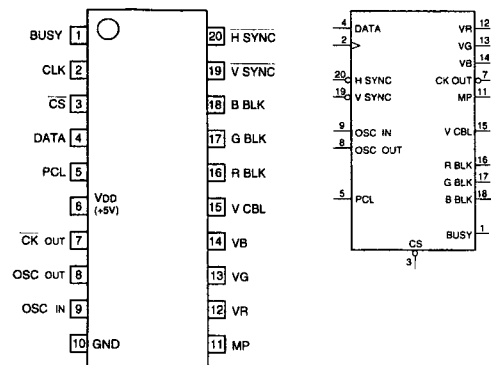 BUSY 1
CLK 2
CS 3
DATA 4
PCL 5
6 VDD
(+5V)
CK OUT 7
OSC OUT 8
OSC IN 9
10 GND
20 H SYNC
19 V SYNC
18 B BLK
17 G BLK
16 R BLK
15 V CBL
14 VB
13 VG
12 VR
11 MP
4 DATA
2
20 H SYNC
19 V SYNC
9 OSC IN
8 OSC OUT
5 PCL
VR 12
VG 13
VB 14
CK OUT 7
MP 11
V CBL 15
R BLK 16
G BLK 17
B BLK 18
BUSY 1
CS
3